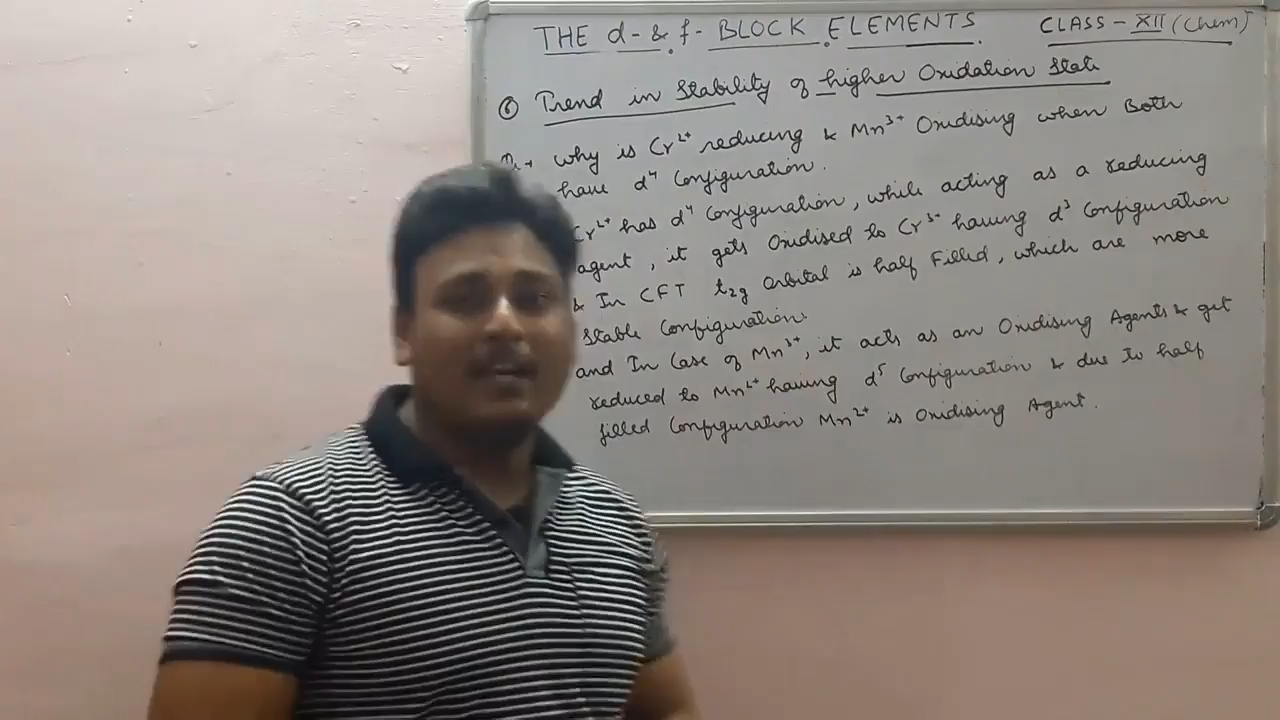 THE d- & f- BLOCK ELEMENTS. CLASS - XII (Chem)
⑥ Trend in Stability of higher Oxidation State
why is Cr²⁺ reducing & Mn³⁺ Oxidising when Both
have d⁴ Configuration.
Cr²⁺ has d⁴ Configuration, while acting as a reducing
agent, it gets Oxidised to Cr³⁺ having d³ Configuration
& In CFT t₂g Orbital is half Filled, which are more
Stable Configuration.
and In Case of Mn³⁺, it acts as an Oxidising Agents & get
reduced to Mn²⁺ having d⁵ Configuration & due to half
filled Configuration Mn²⁺ is Oxidising Agent.